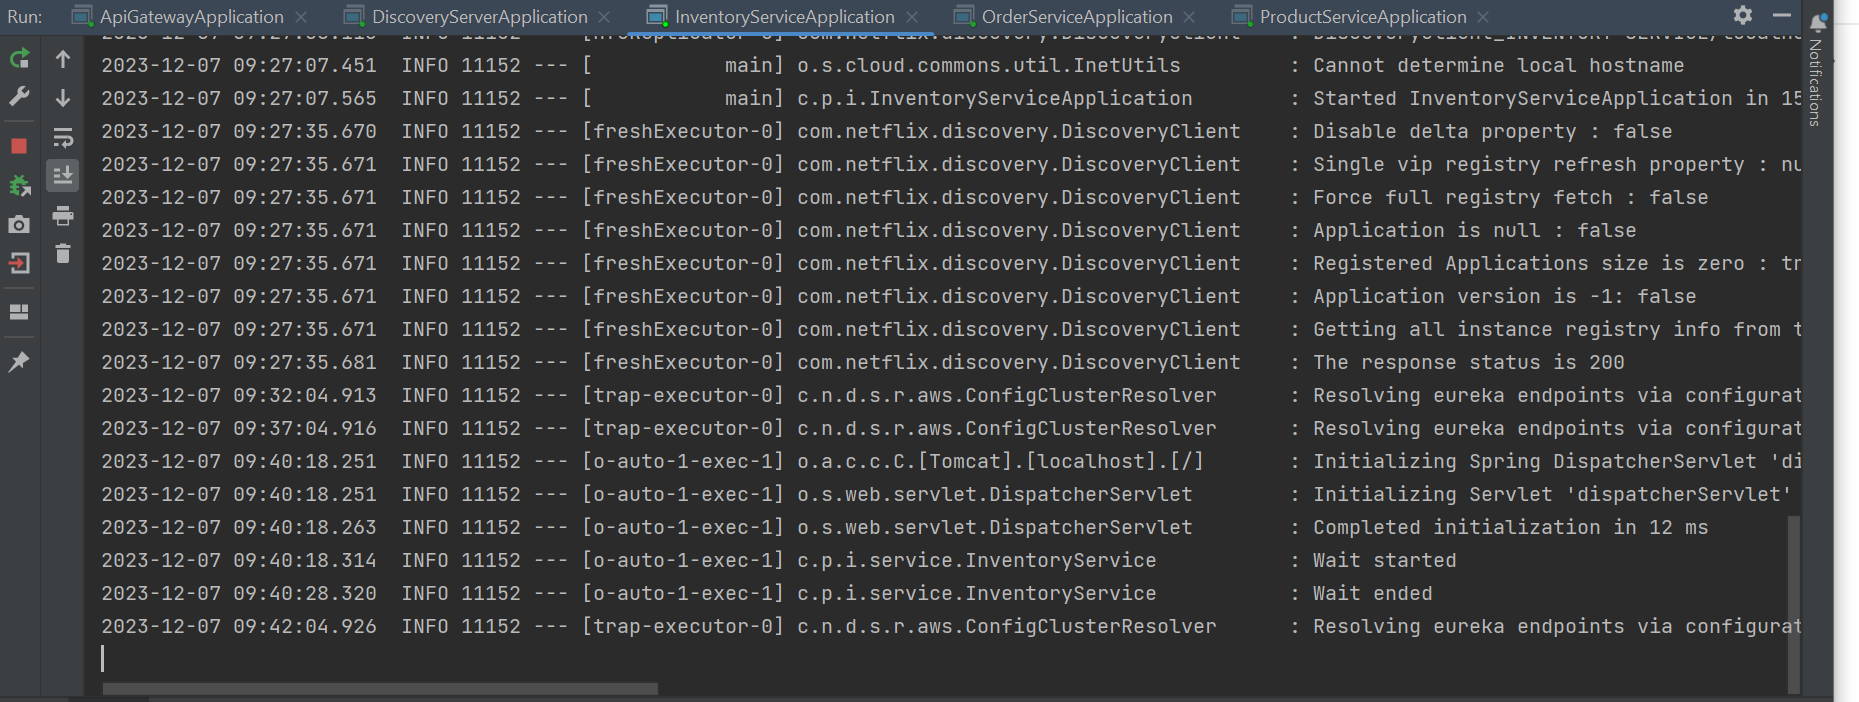 Run: ApiGatewayApplication DiscoveryServerApplication InventoryServiceApplication OrderServiceApplication ProductServiceApplication
2023-12-07 09:27:07.451  INFO 11152 --- [           main] o.s.cloud.commons.util.InetUtils         : Cannot determine local hostname
2023-12-07 09:27:07.565  INFO 11152 --- [           main] c.p.i.InventoryServiceApplication        : Started InventoryServiceApplication in 15
2023-12-07 09:27:35.670  INFO 11152 --- [freshExecutor-0] com.netflix.discovery.DiscoveryClient    : Disable delta property : false
2023-12-07 09:27:35.671  INFO 11152 --- [freshExecutor-0] com.netflix.discovery.DiscoveryClient    : Single vip registry refresh property : nu
2023-12-07 09:27:35.671  INFO 11152 --- [freshExecutor-0] com.netflix.discovery.DiscoveryClient    : Force full registry fetch : false
2023-12-07 09:27:35.671  INFO 11152 --- [freshExecutor-0] com.netflix.discovery.DiscoveryClient    : Application is null : false
2023-12-07 09:27:35.671  INFO 11152 --- [freshExecutor-0] com.netflix.discovery.DiscoveryClient    : Registered Applications size is zero : tr
2023-12-07 09:27:35.671  INFO 11152 --- [freshExecutor-0] com.netflix.discovery.DiscoveryClient    : Application version is -1: false
2023-12-07 09:27:35.671  INFO 11152 --- [freshExecutor-0] com.netflix.discovery.DiscoveryClient    : Getting all instance registry info from t
2023-12-07 09:27:35.681  INFO 11152 --- [freshExecutor-0] com.netflix.discovery.DiscoveryClient    : The response status is 200
2023-12-07 09:32:04.913  INFO 11152 --- [trap-executor-0] c.n.d.s.r.aws.ConfigClusterResolver      : Resolving eureka endpoints via configurat
2023-12-07 09:37:04.916  INFO 11152 --- [trap-executor-0] c.n.d.s.r.aws.ConfigClusterResolver      : Resolving eureka endpoints via configurat
2023-12-07 09:40:18.251  INFO 11152 --- [o-auto-1-exec-1] o.a.c.c.C.[Tomcat].[localhost].[/]       : Initializing Spring DispatcherServlet 'di
2023-12-07 09:40:18.251  INFO 11152 --- [o-auto-1-exec-1] o.s.web.servlet.DispatcherServlet        : Initializing Servlet 'dispatcherServlet'
2023-12-07 09:40:18.263  INFO 11152 --- [o-auto-1-exec-1] o.s.web.servlet.DispatcherServlet        : Completed initialization in 12 ms
2023-12-07 09:40:18.314  INFO 11152 --- [o-auto-1-exec-1] c.p.i.service.InventoryService           : Wait started
2023-12-07 09:40:28.320  INFO 11152 --- [o-auto-1-exec-1] c.p.i.service.InventoryService           : Wait ended
2023-12-07 09:42:04.926  INFO 11152 --- [trap-executor-0] c.n.d.s.r.aws.ConfigClusterResolver      : Resolving eureka endpoints via configurat
Notifications